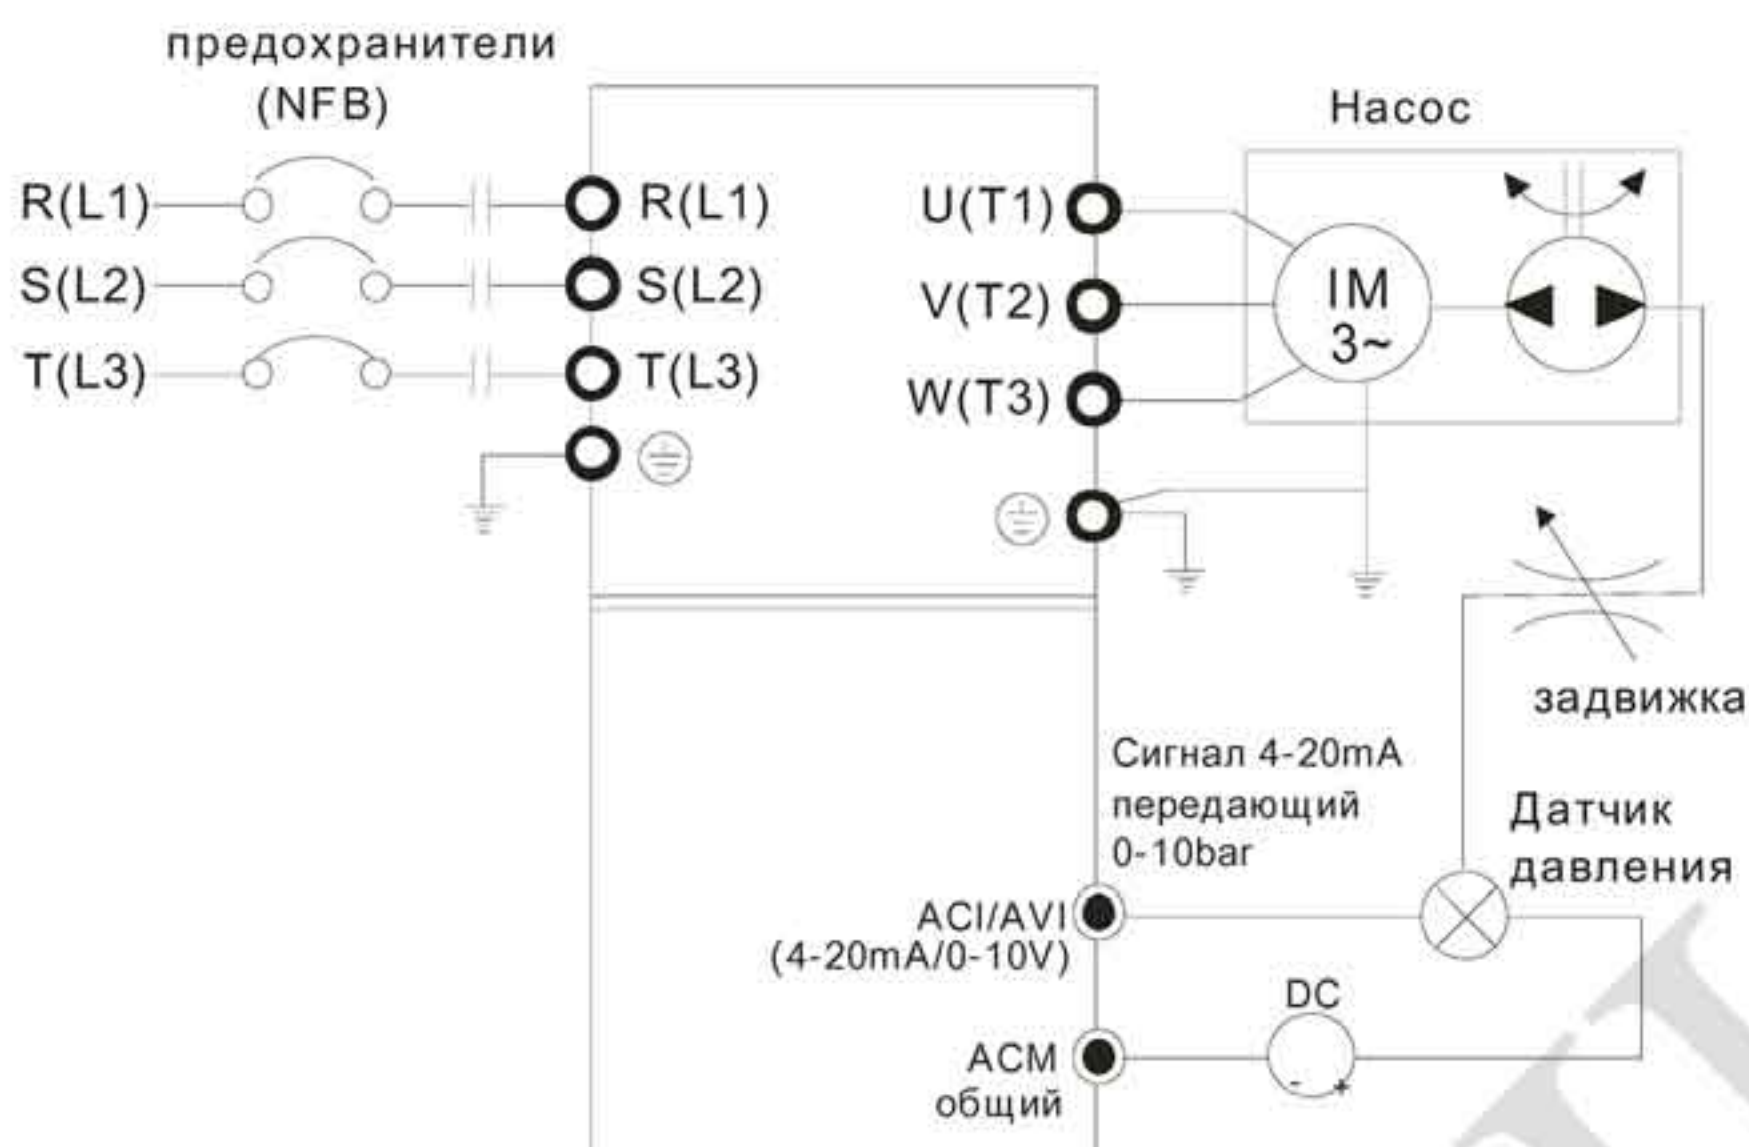 предохранители
(NFB)
Насос
R(L1)
R(L1)
U(T1)
S(L2)
S(L2)
V(T2)
IM
3~
T(L3)
T(L3)
W(T3)
задвижка
Сигнал 4-20mA
передающий
0-10bar
Датчик
давления
ACI/AVI
(4-20mA/0-10V)
DC
- +
ACM
общий